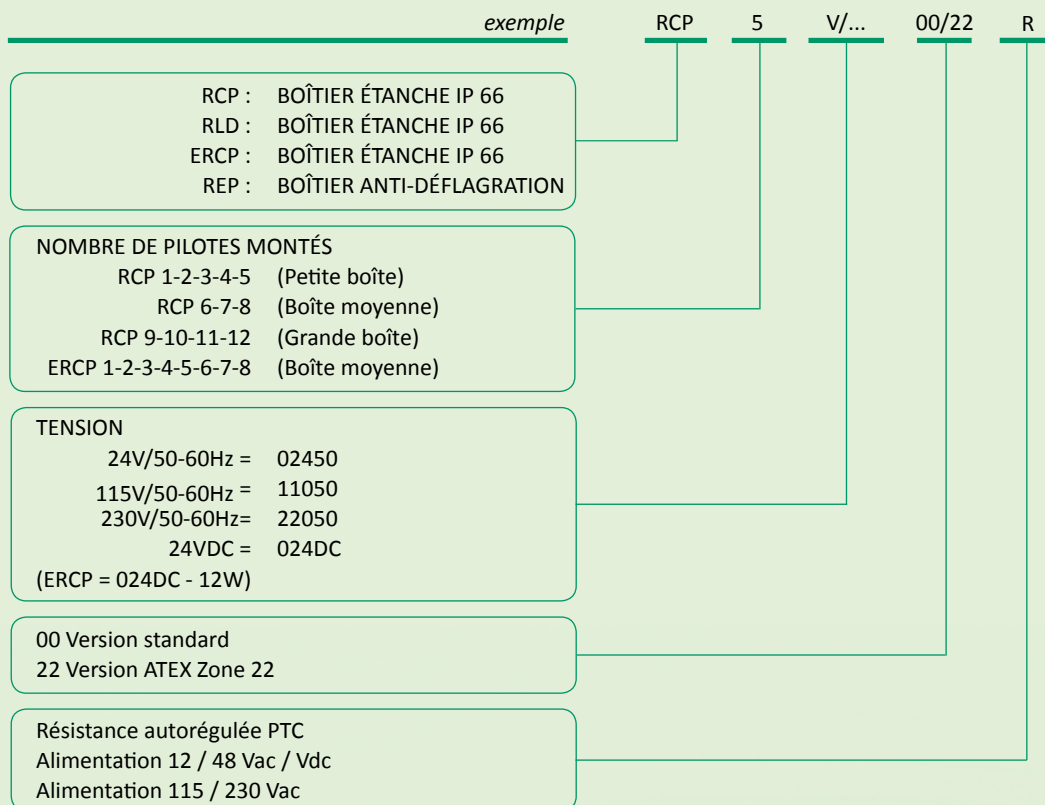 exemple RCP 5 V/... 00/22 R
RCP : BOÎTIER ÉTANCHE IP 66
RLD : BOÎTIER ÉTANCHE IP 66
ERCP : BOÎTIER ÉTANCHE IP 66
REP : BOÎTIER ANTI-DÉFLAGRATION
NOMBRE DE PILOTES MONTÉS
RCP 1-2-3-4-5 (Petite boîte)
RCP 6-7-8 (Boîte moyenne)
RCP 9-10-11-12 (Grande boîte)
ERCP 1-2-3-4-5-6-7-8 (Boîte moyenne)
TENSION
24V/50-60Hz = 02450
115V/50-60Hz = 11050
230V/50-60Hz= 22050
24VDC = 024DC
(ERCP = 024DC - 12W)
00 Version standard
22 Version ATEX Zone 22
Résistance autorégulée PTC
Alimentation 12 / 48 Vac / Vdc
Alimentation 115 / 230 Vac